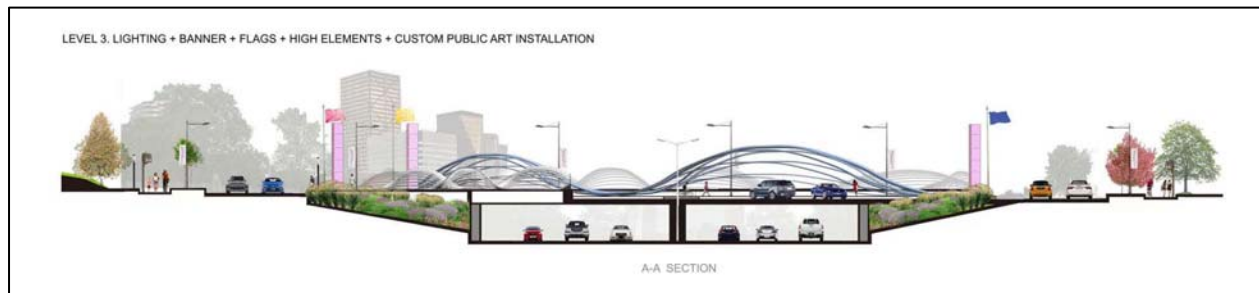 LEVEL 3. LIGHTING + BANNER + FLAGS + HIGH ELEMENTS + CUSTOM PUBLIC ART INSTALLATION
A-A SECTION